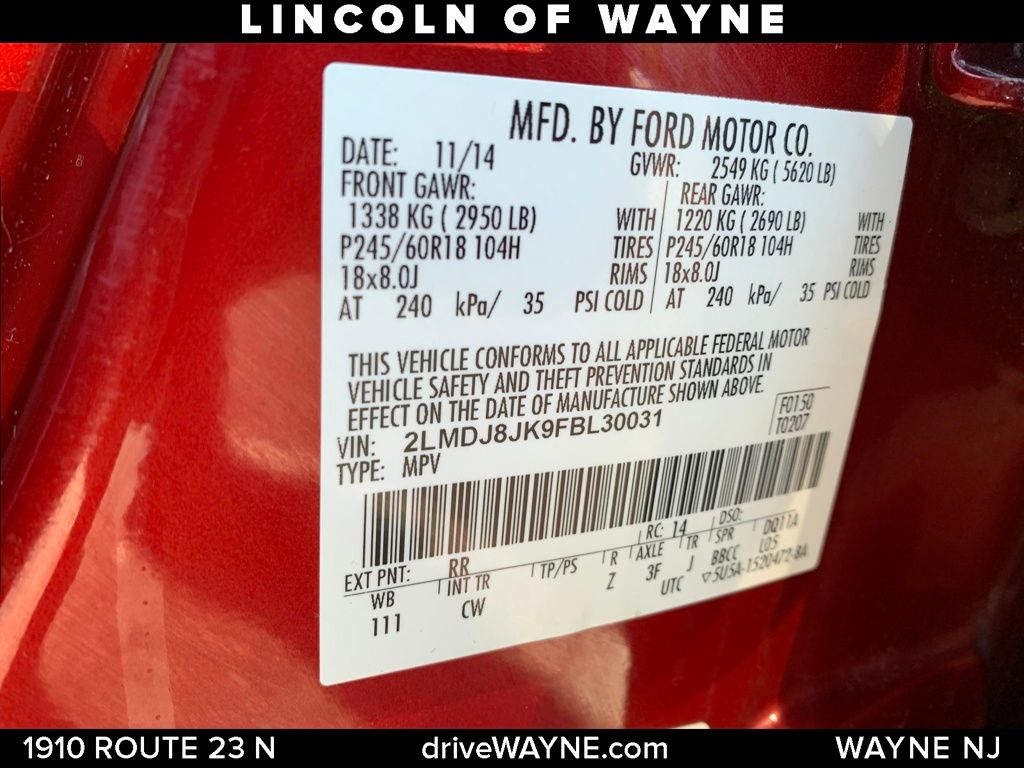 LINCOLN OF WAYNE
MFD. BY FORD MOTOR CO.
DATE: 11/14 GVWR: 2549 KG ( 5620 LB)
FRONT GAWR: REAR GAWR:
1338 KG ( 2950 LB) WITH 1220 KG ( 2690 LB) WITH
P245/60R18 104H TIRES P245/60R18 104H TIRES
18x8.0J RIMS 18x8.0J RIMS
AT 240 kPa/ 35 PSI COLD AT 240 kPa/ 35 PSI COLD
THIS VEHICLE CONFORMS TO ALL APPLICABLE FEDERAL MOTOR
VEHICLE SAFETY AND THEFT PREVENTION STANDARDS IN
EFFECT ON THE DATE OF MANUFACTURE SHOWN ABOVE.
VIN: 2LMDJ8JK9FBL30031 F0150
TYPE: MPV T0207
EXT PNT: RR RC: 14 DSO: DQ11A
WB INT TR TP/PS R AXLE TR SPR L05
111 CW Z 3F J BBCC
UTC ▽5U5A-1520472-BA
1910 ROUTE 23 N driveWAYNE.com WAYNE NJ